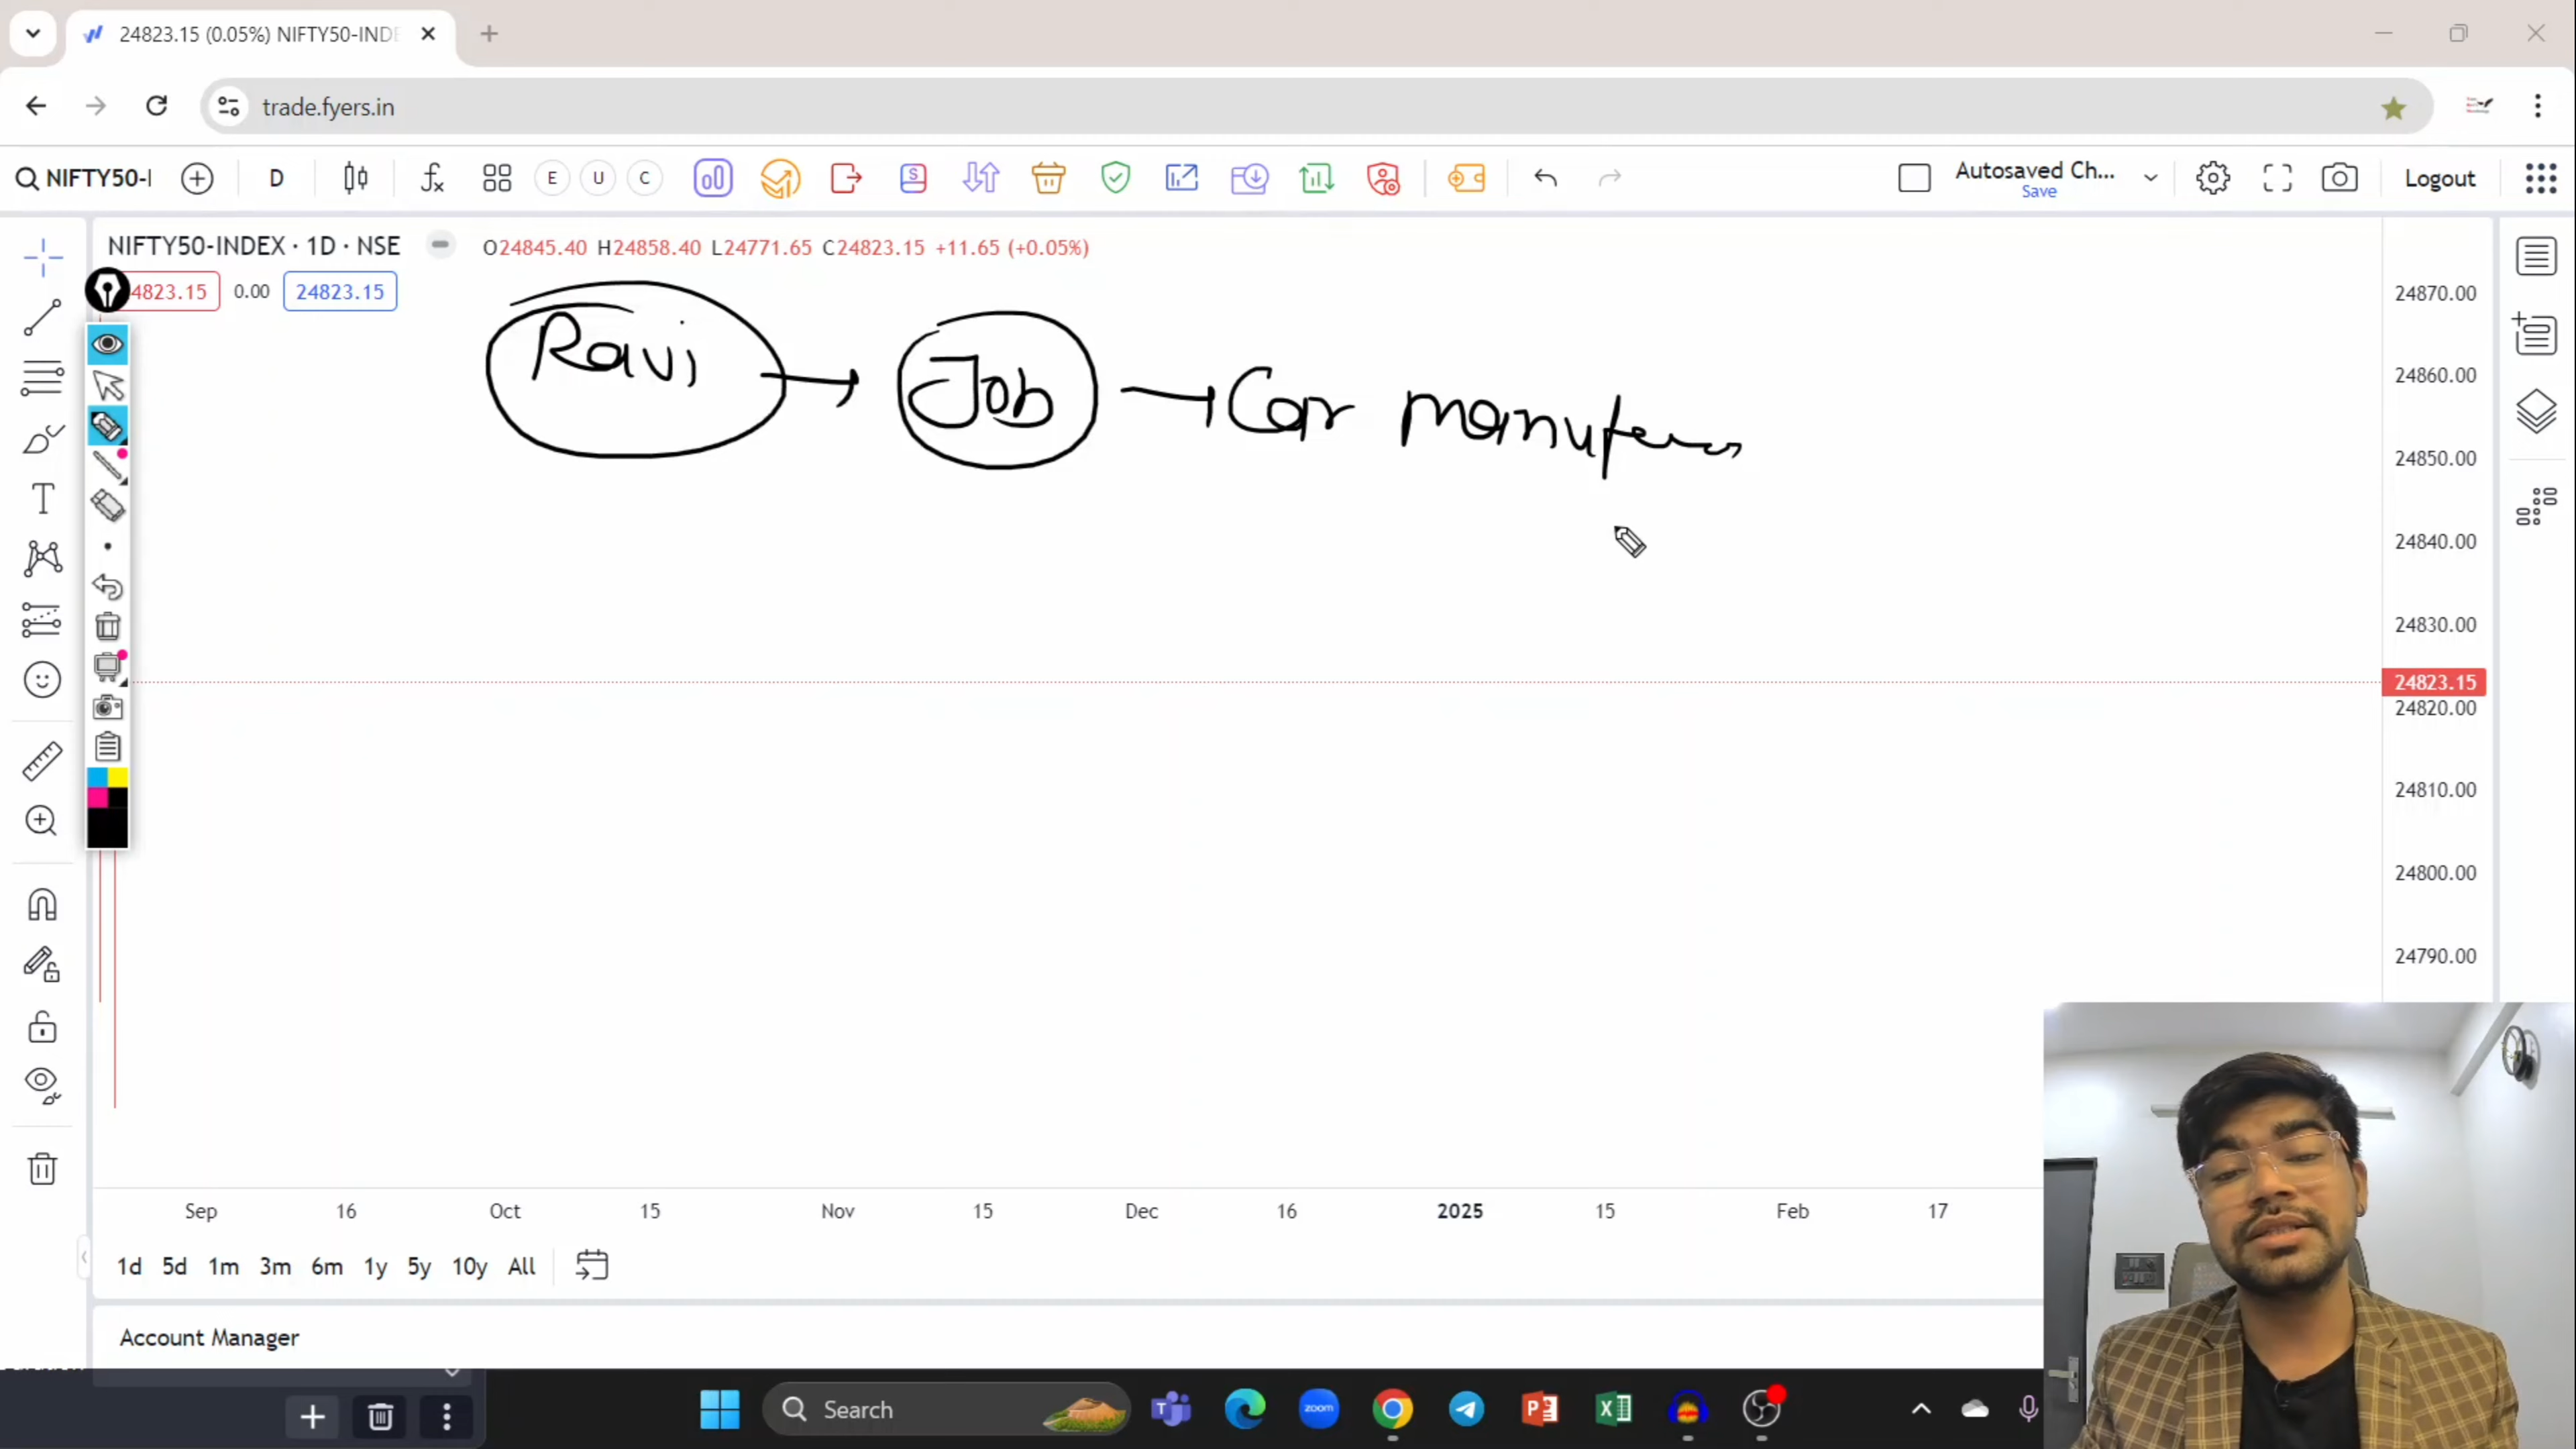 24823.15 (0.05%) NIFTY50-INDE
trade.fyers.in
NIFTY50-I
D
E U C
Autosaved Ch...
Save
Logout
NIFTY50-INDEX · 1D · NSE
O24845.40 H24858.40 L24771.65 C24823.15 +11.65 (+0.05%)
4823.15 0.00 24823.15
Ravi → Job → Car
24870.00
24860.00
24850.00
24840.00
24830.00
24823.15
24820.00
24810.00
24800.00
24790.00
Sep 16 Oct 15 Nov 15 Dec 16 2025 15 Feb 17
1d 5d 1m 3m 6m 1y 5y 10y All
Account Manager
Search
zoom